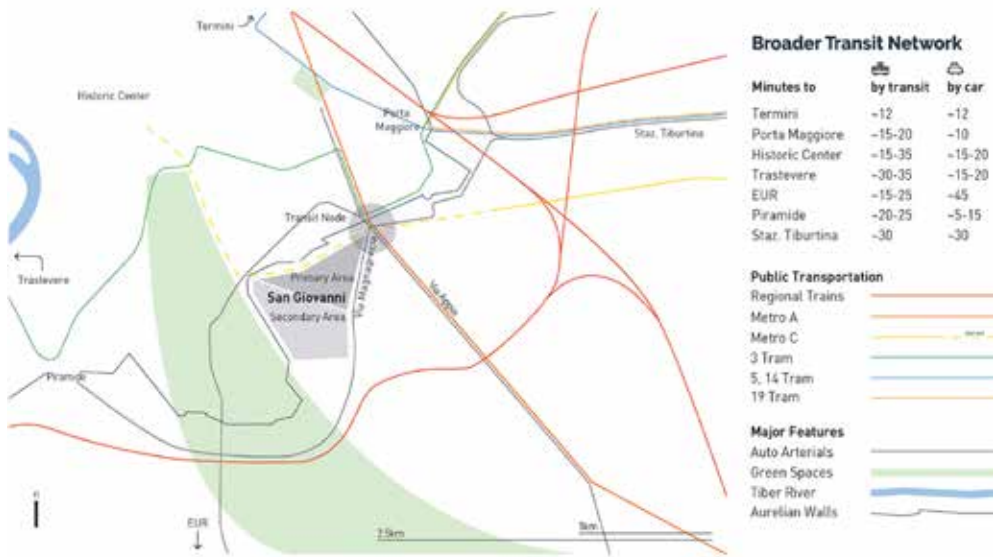 Termini
Historic Center
Porta
Maggiore
Staz. Tiburtina
Transit Node
Trastevere
Primary Area
San Giovanni
Secondary Area
Via Magnagrecia
Via Appia
Piramide
n
EUR
2.5km
1km
Broader Transit Network
Minutes to by transit by car
Termini ~12 ~12
Porta Maggiore ~15-20 ~10
Historic Center ~15-35 ~15-20
Trastevere ~30-35 ~15-20
EUR ~15-25 ~45
Piramide ~20-25 ~5-15
Staz. Tiburtina ~30 ~30
Public Transportation
Regional Trains
Metro A
Metro C
3 Tram
5, 14 Tram
19 Tram
Major Features
Auto Arterials
Green Spaces
Tiber River
Aurelian Walls